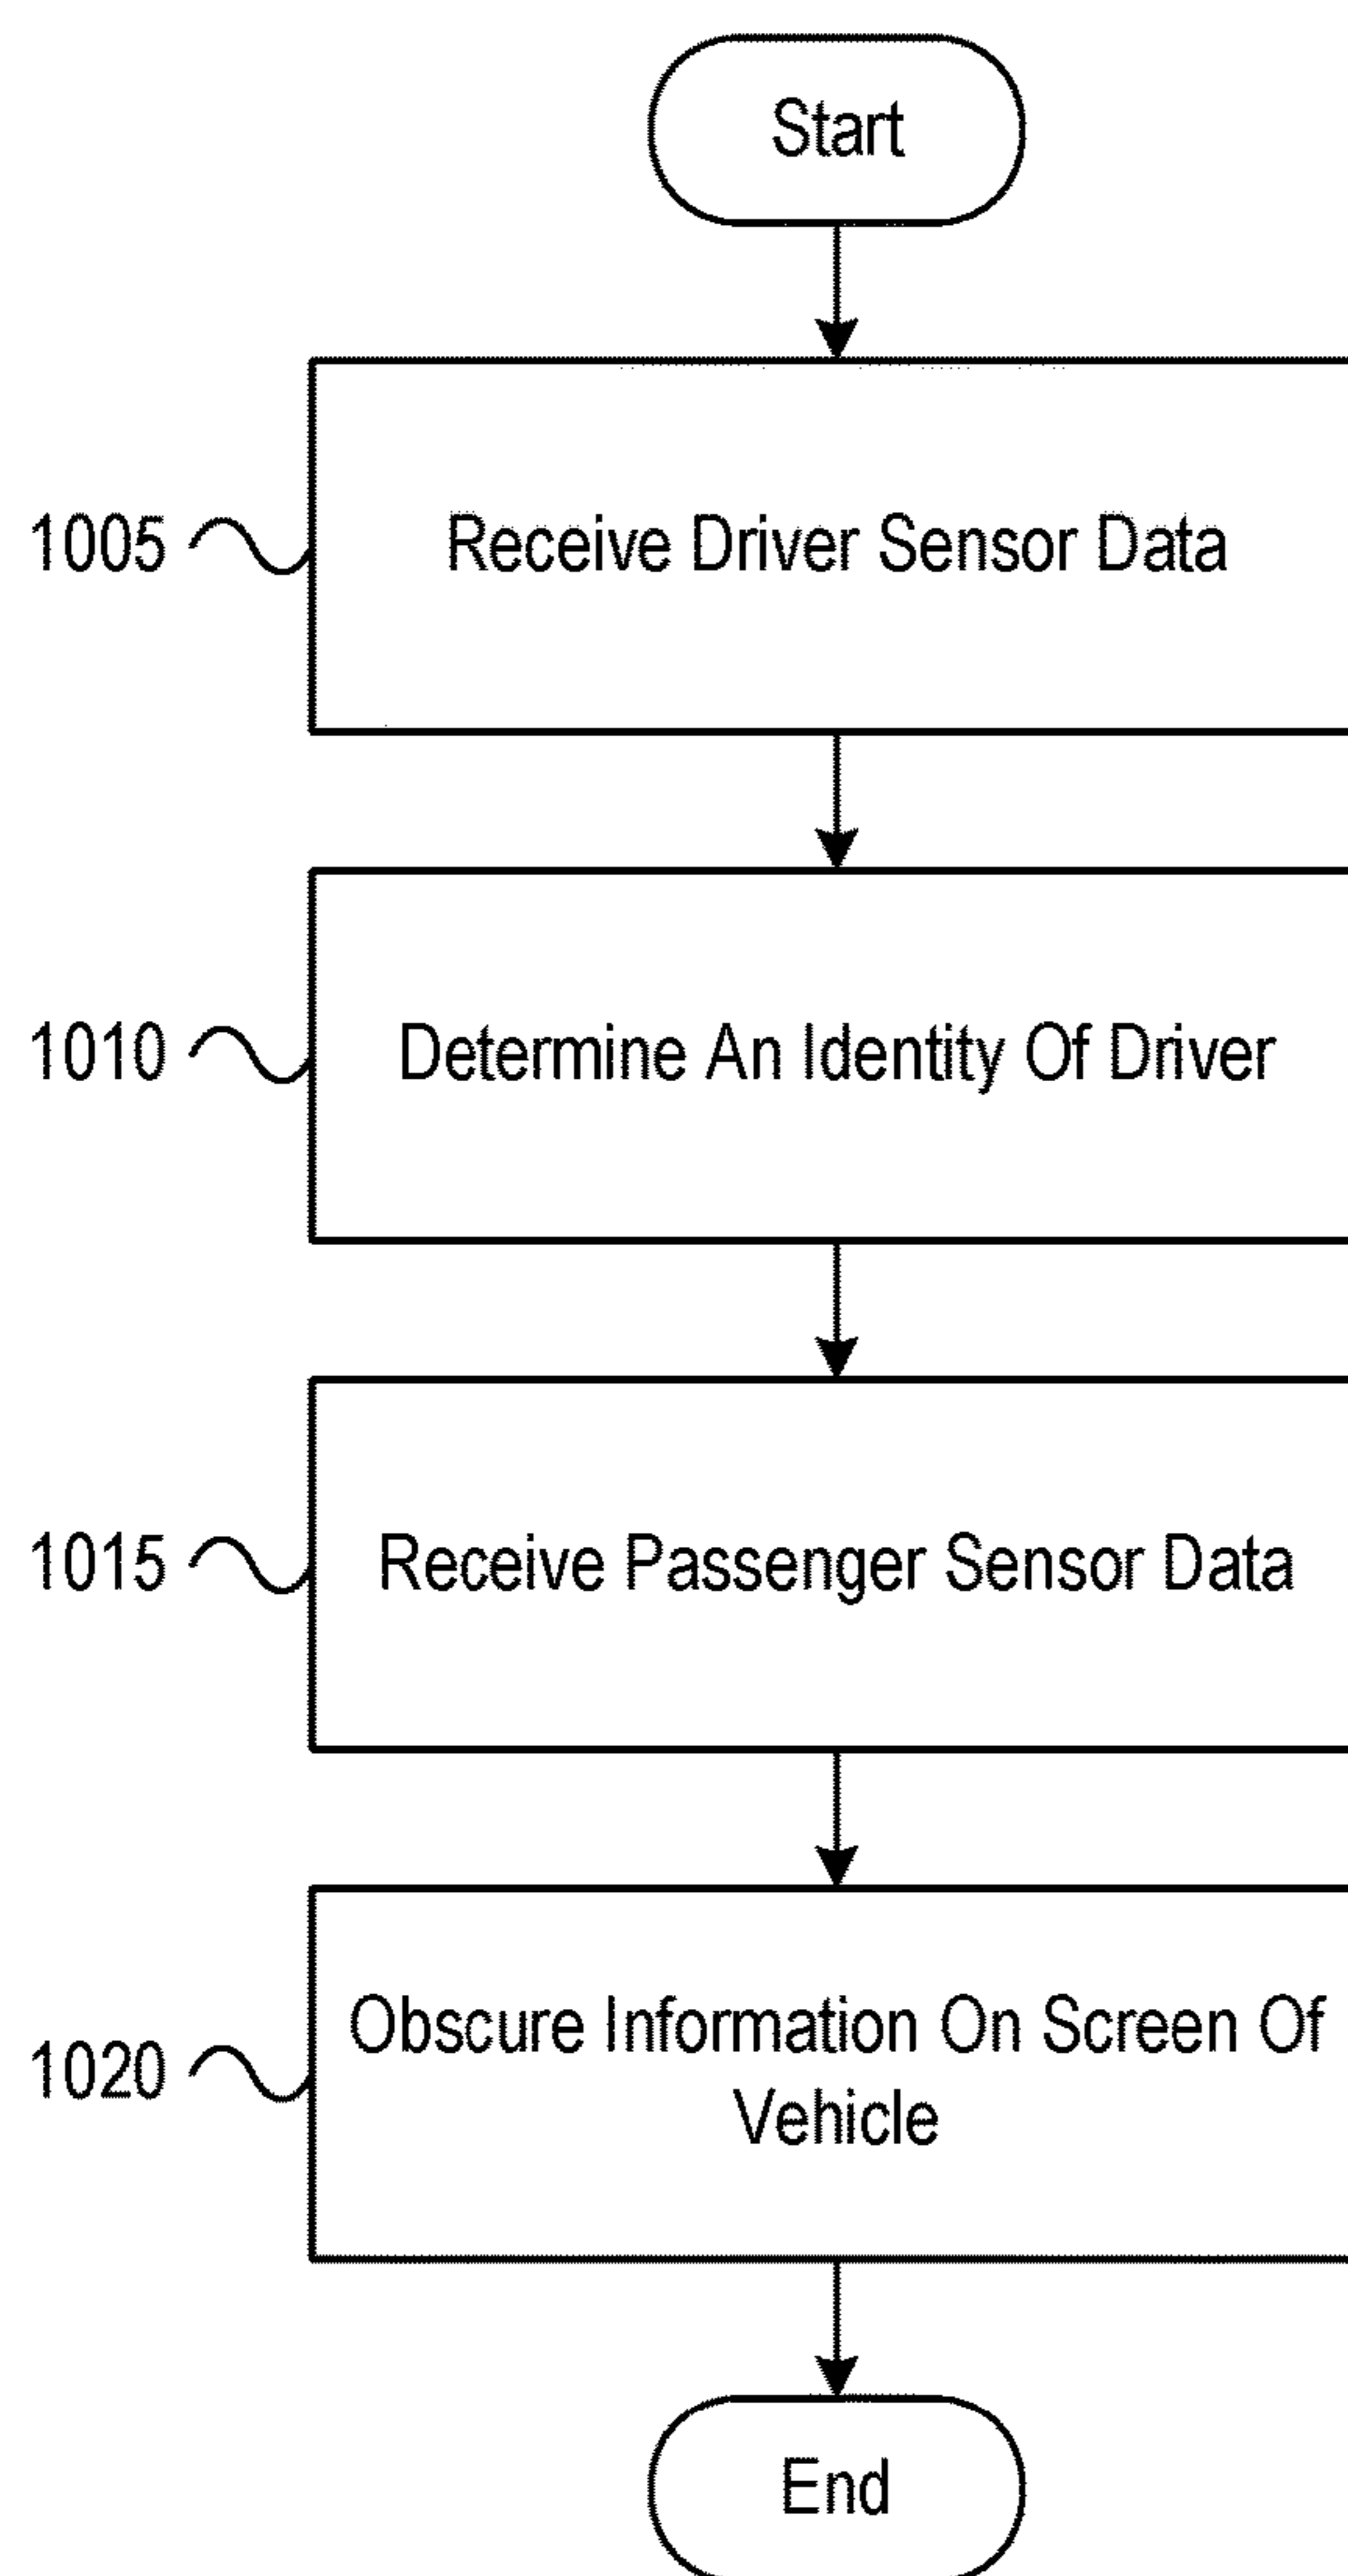 Start
1005
Receive Driver Sensor Data
1010
Determine An Identity Of Driver
1015
Receive Passenger Sensor Data
1020
Obscure Information On Screen Of
Vehicle
End